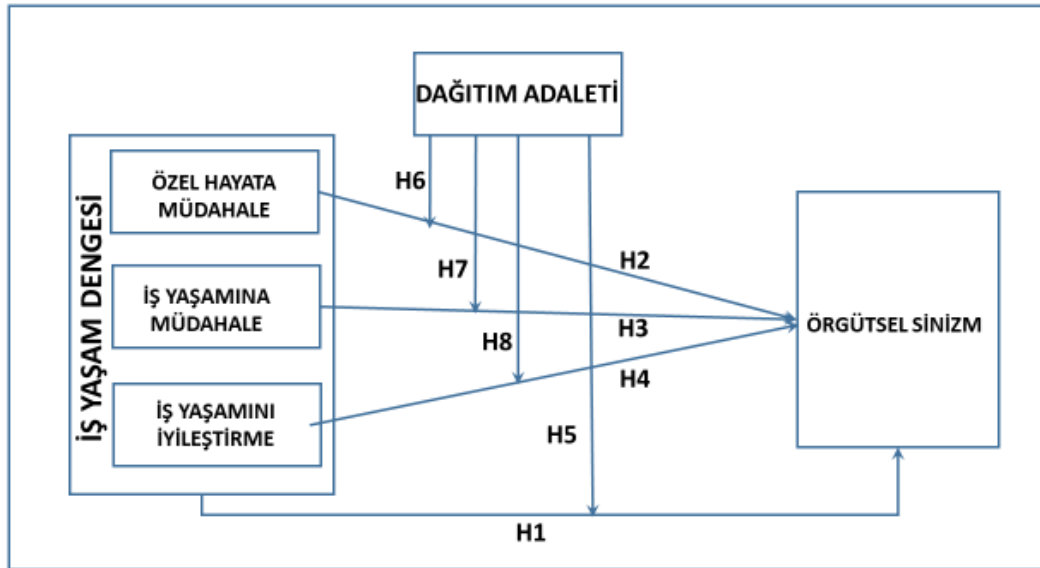 DAĞITIM ADALETİ
İŞ YAŞAM DENGESİ
ÖZEL HAYATA
MÜDAHALE
İŞ YAŞAMINA
MÜDAHALE
İŞ YAŞAMINI
İYİLEŞTİRME
H6
H7
H8
H5
H2
H3
H4
H1
ÖRGÜTSEL SİNİZM